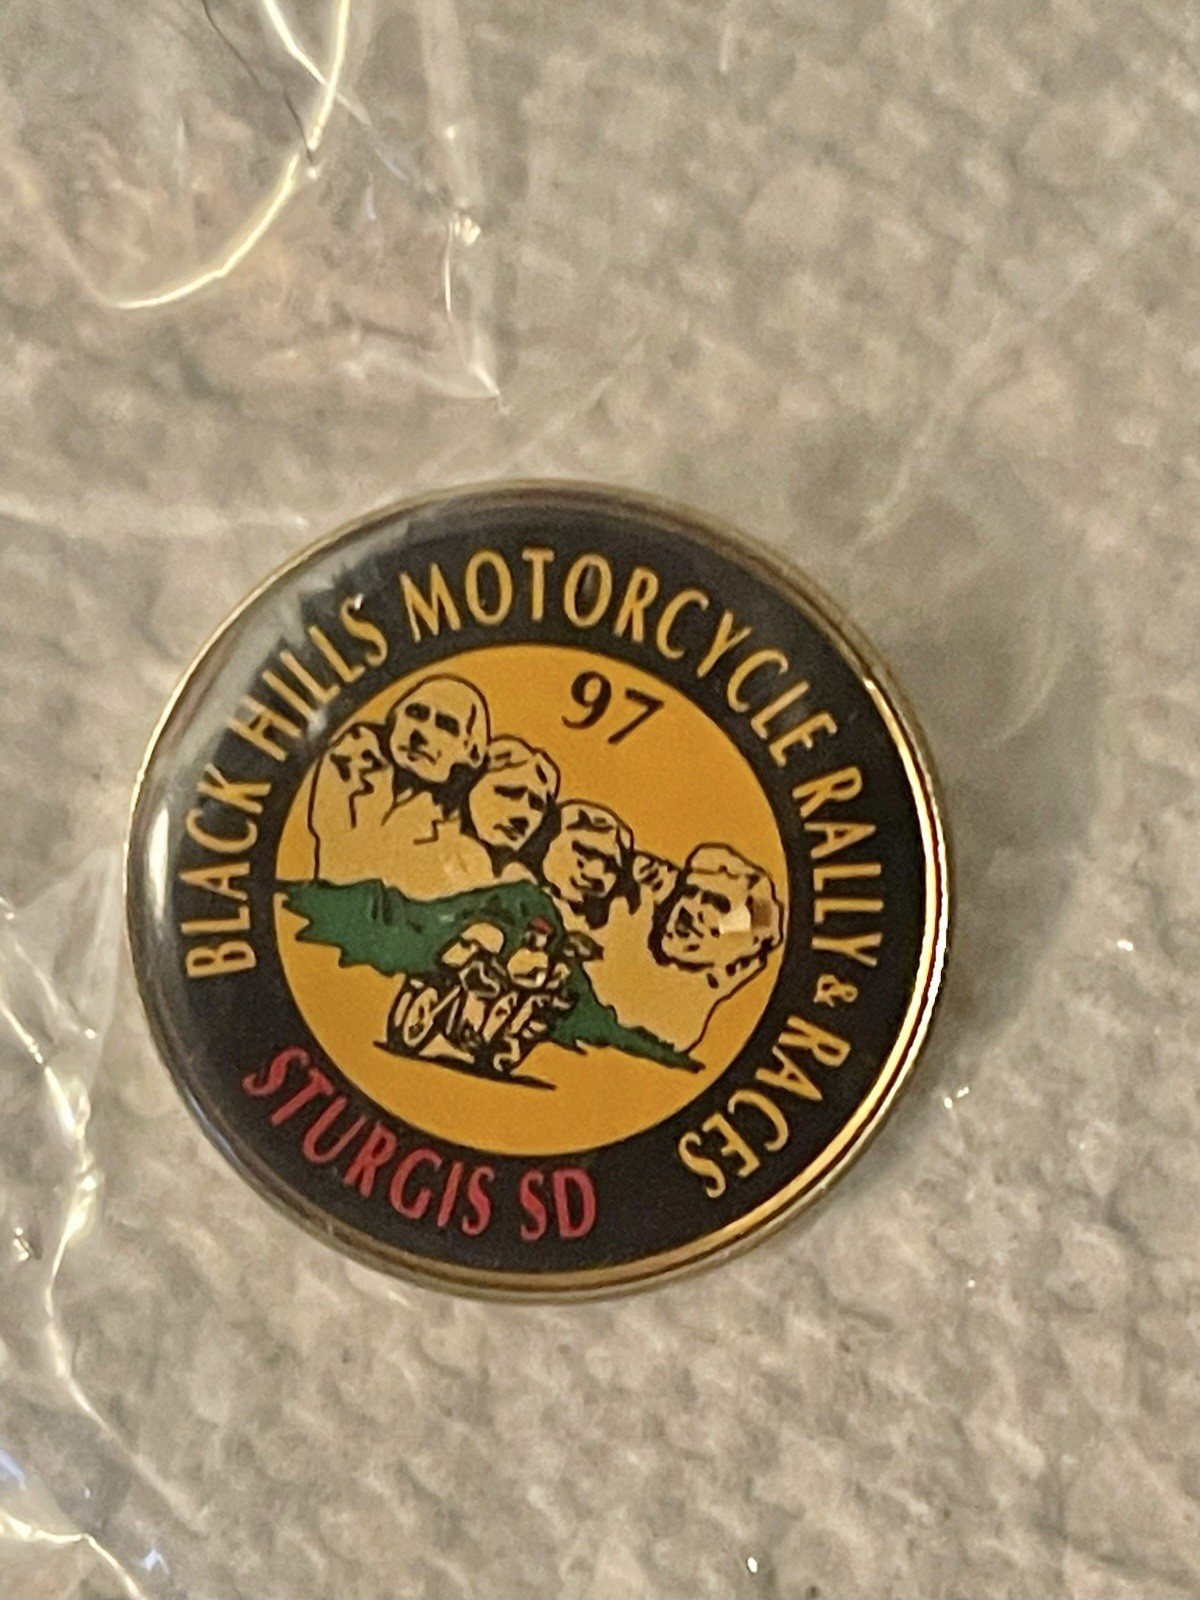 BLACK HILLS MOTORCYCLE RALLY & RACES
97
STURGIS SD